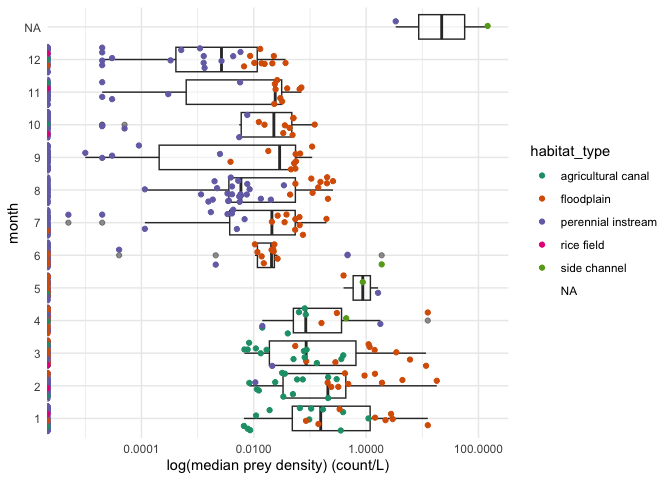 NA
12
11
10
9
8
7
6
5
4
3
2
1
month
0.0001
0.0100
1.0000
100.0000
log(median prey density) (count/L)
habitat_type
agricultural canal
floodplain
perennial instream
rice field
side channel
NA